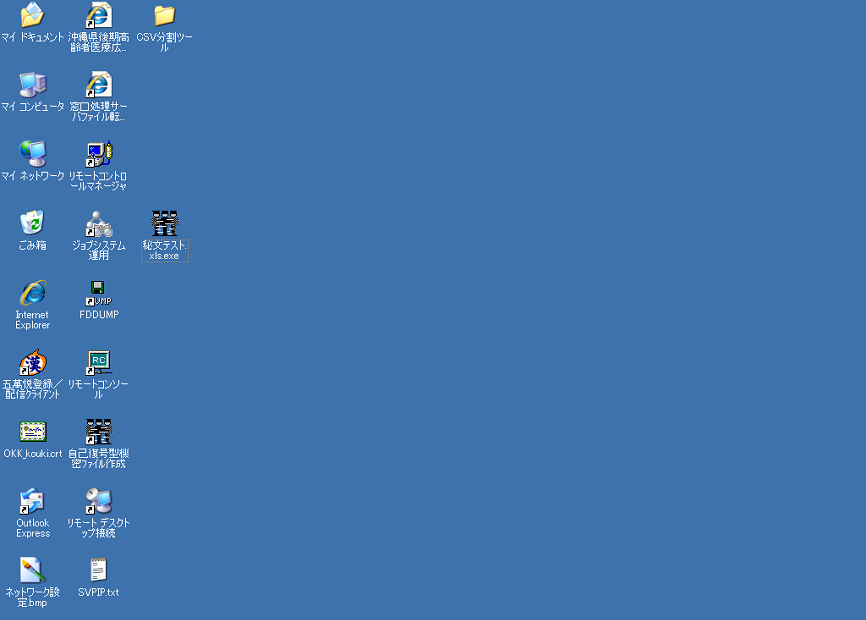 マイ ドキュメント
マイ コンピュータ
マイ ネットワーク
ごみ箱
Internet
Explorer
五萬悦登録/
配信クライアント
OKK_kouki.crt
Outlook
Express
ネットワーク設
定.bmp
沖縄県後期高
齢者医療広...
窓口処理サー
バファイル転...
リモートコントロ
ールマネージャ
ジョブシステム
運用
UMP
FDDUMP
RC
リモートコンソー
ル
自己復号型機
密ファイル作成
リモート デスクト
ップ接続
SVPIP.txt
CSV分割ツー
ル
秘文テスト.
xls.exe
漢